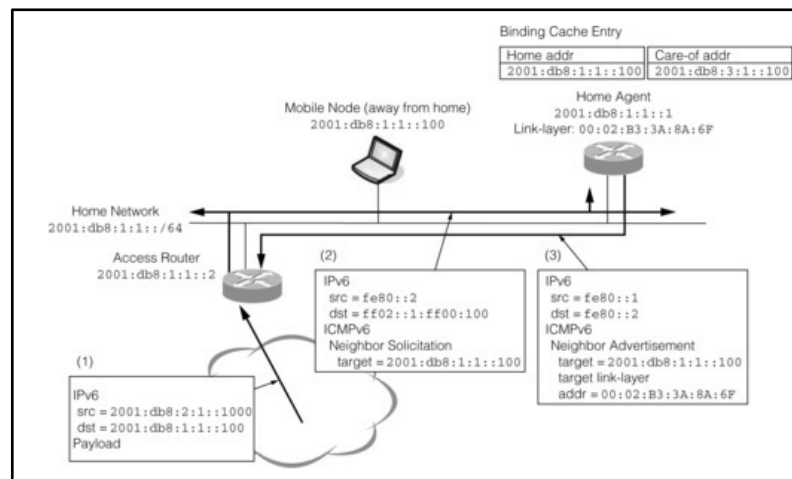 Binding Cache Entry
Home addr Care-of addr
2001:db8:1:1::100 2001:db8:3:1::100
Home Agent
2001:db8:1:1::1
Link-layer: 00:02:B3:3A:8A:6F
Mobile Node (away from home)
2001:db8:1:1::100
Home Network
2001:db8:1:1::/64
Access Router
2001:db8:1:1::2
(1)
IPv6
src = 2001:db8:2:1::1000
dst = 2001:db8:1:1::100
Payload
(2)
IPv6
src = fe80::2
dst = ff02::1:ff00:100
ICMPv6
Neighbor Solicitation
target = 2001:db8:1:1::100
(3)
IPv6
src = fe80::1
dst = fe80::2
ICMPv6
Neighbor Advertisement
target = 2001:db8:1:1::100
target link-layer
addr = 00:02:B3:3A:8A:6F